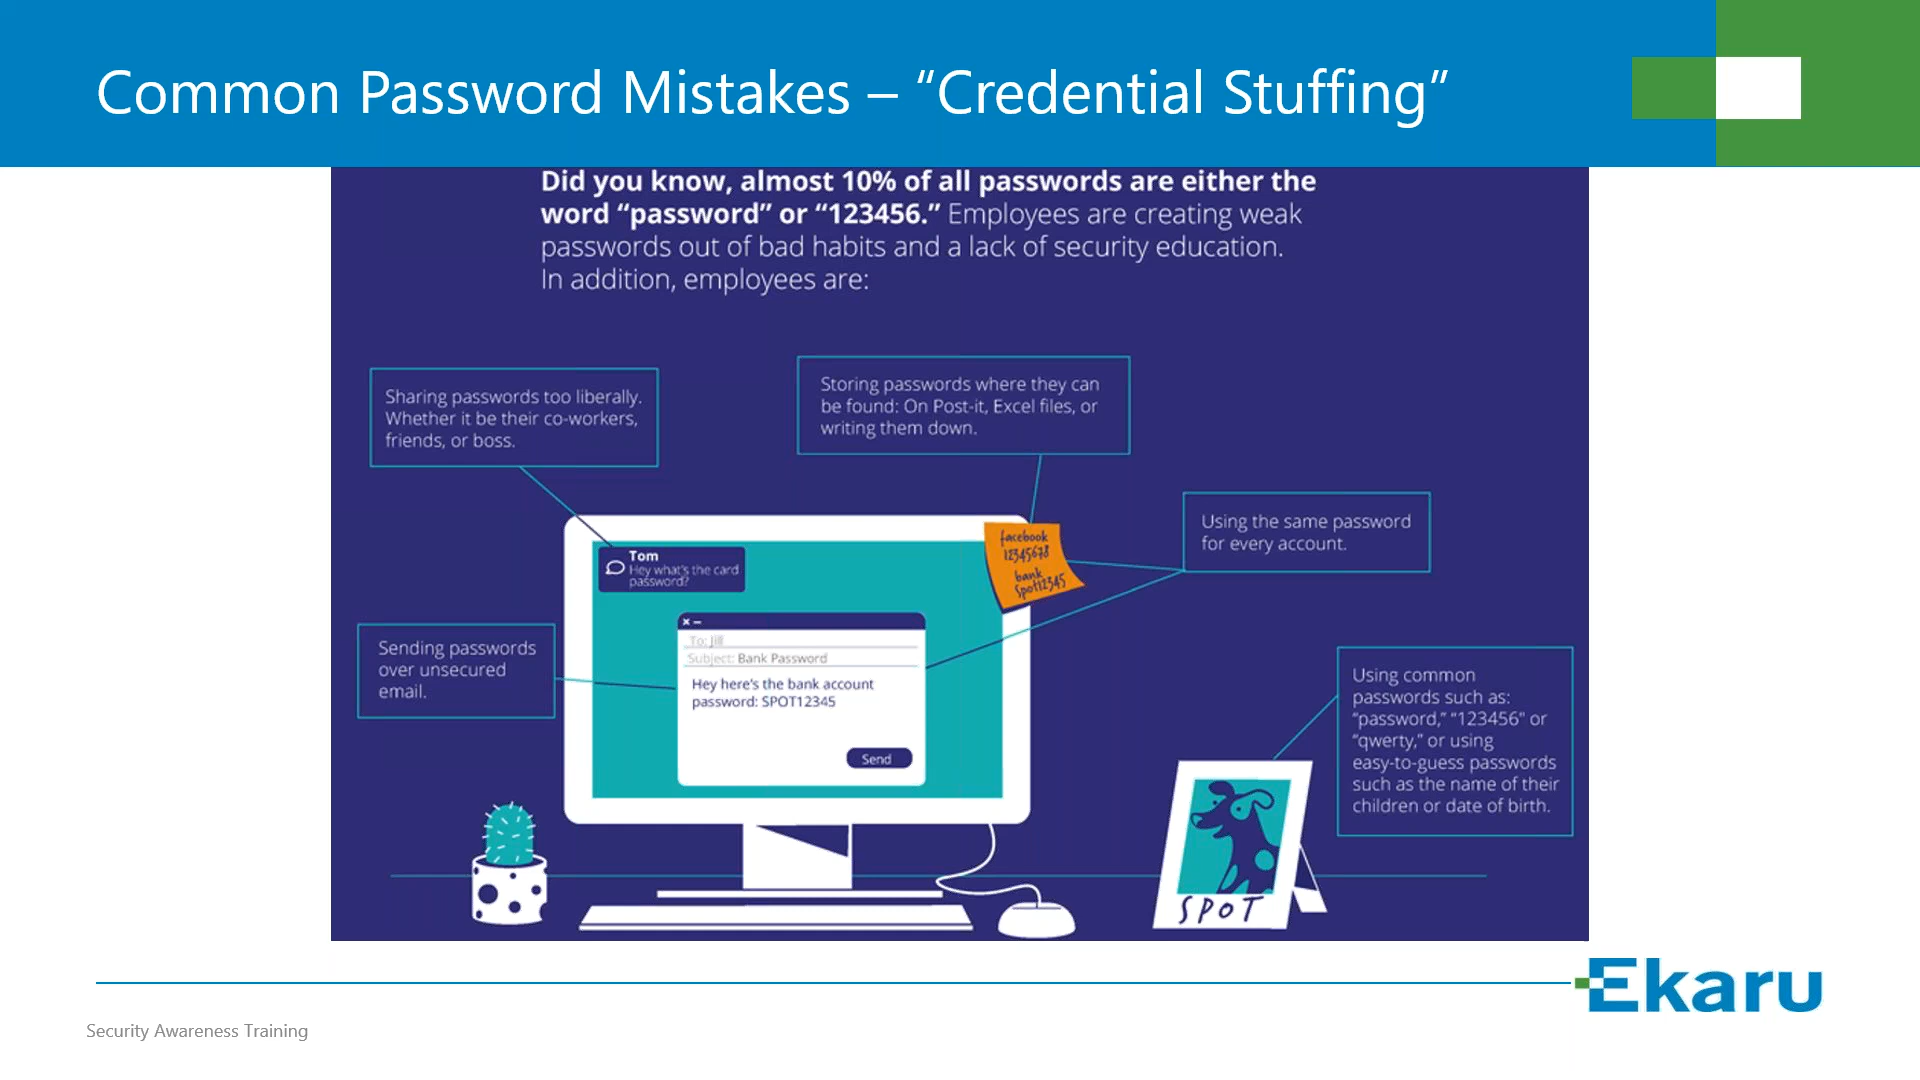 Common Password Mistakes – “Credential Stuffing”
Did you know, almost 10% of all passwords are either the
word “password” or “123456.” Employees are creating weak
passwords out of bad habits and a lack of security education.
In addition, employees are:
Sharing passwords too liberally.
Whether it be their co-workers,
friends, or boss.
Storing passwords where they can
be found: On Post-it, Excel files, or
writing them down.
Using the same password
for every account.
facebook
12345678
bank
Spot12345
Tom
Hey what's the card
password?
To: Jill
Subject: Bank Password
Hey here's the bank account
password: SPOT12345
Send
Sending passwords
over unsecured
email.
Using common
passwords such as:
“password,” “123456” or
“qwerty,” or using
easy-to-guess passwords
such as the name of their
children or date of birth.
SPOT
Ekaru
Security Awareness Training